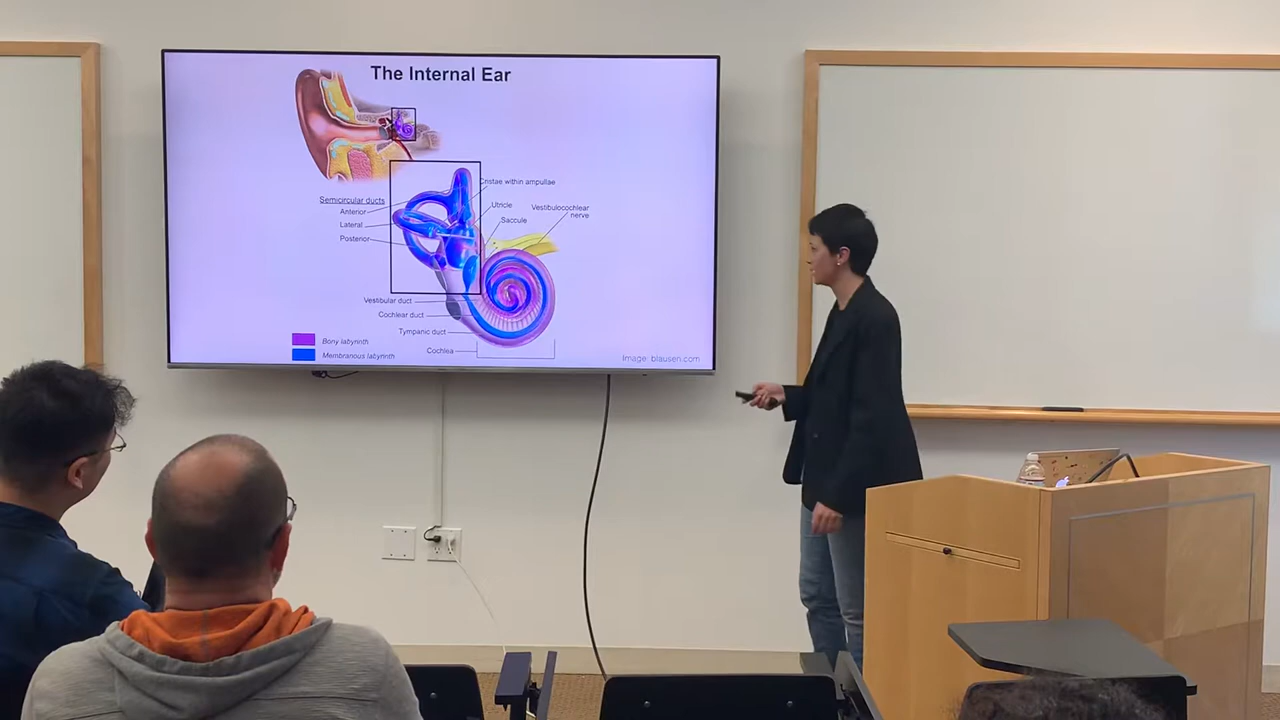 The Internal Ear
Cristae within ampullae
Semicircular ducts
Utricle
Vestibulocochlear
nerve
Anterior
Saccule
Lateral
Posterior
Vestibular duct
Cochlear duct
Tympanic duct
Cochlea
Bony labyrinth
Membranous labyrinth
Image: blausen.com